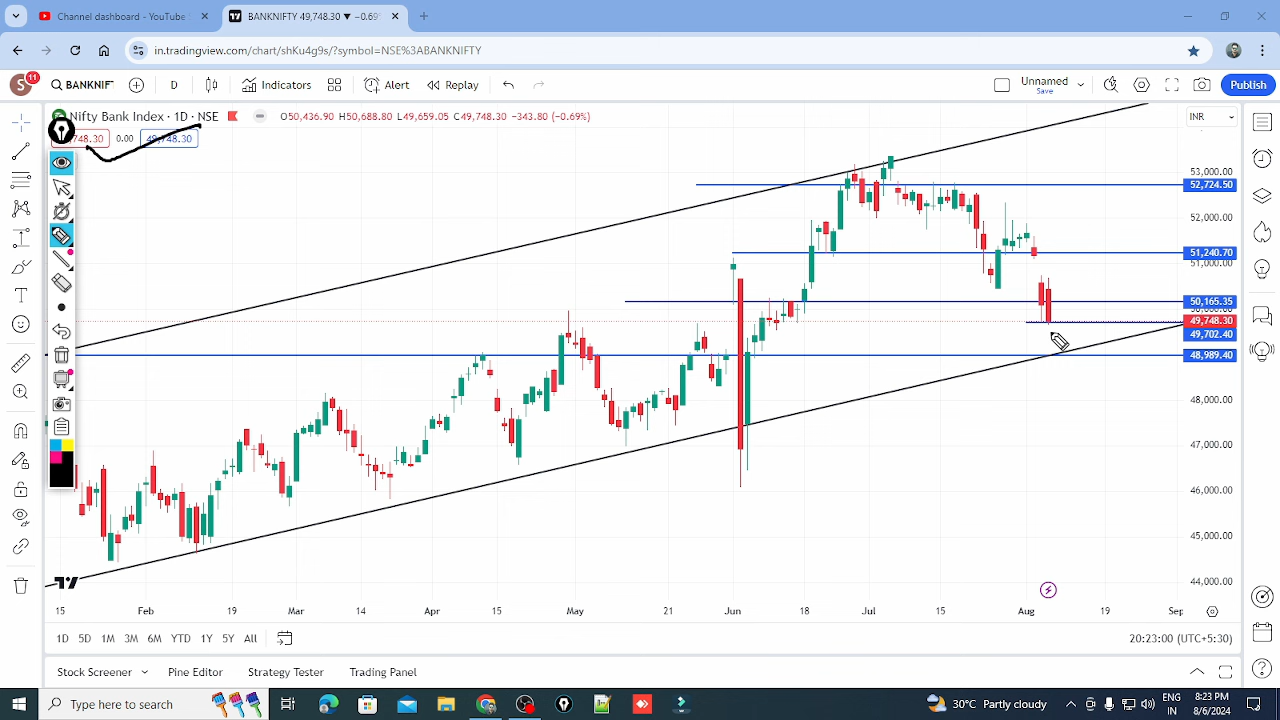 Channel dashboard - YouTube S
BANKNIFTY 49,748.30 ▼ −0.69%
in.tradingview.com/chart/shKu4g9s/?symbol=NSE%3ABANKNIFTY
S 11 BANKNIFT D Indicators Alert Replay Unnamed Save Publish
Nifty Bank Index · 1D · NSE O50,436.90 H50,688.80 L49,659.05 C49,748.30 −343.80 (−0.69%) INR
748.30 0.00 748.30
53,000.00
52,724.50
52,000.00
51,240.70
51,000.00
50,165.35
49,748.30
49,702.40
48,989.40
48,000.00
47,000.00
46,000.00
45,000.00
44,000.00
15 Feb 19 Mar 14 Apr 15 May 21 Jun 18 Jul 15 Aug 19 Sep
1D 5D 1M 3M 6M YTD 1Y 5Y All 20:23:00 (UTC+5:30)
Stock Screener Pine Editor Strategy Tester Trading Panel
Type here to search 30°C Partly cloudy ENG 8:23 PM
IN 8/6/2024